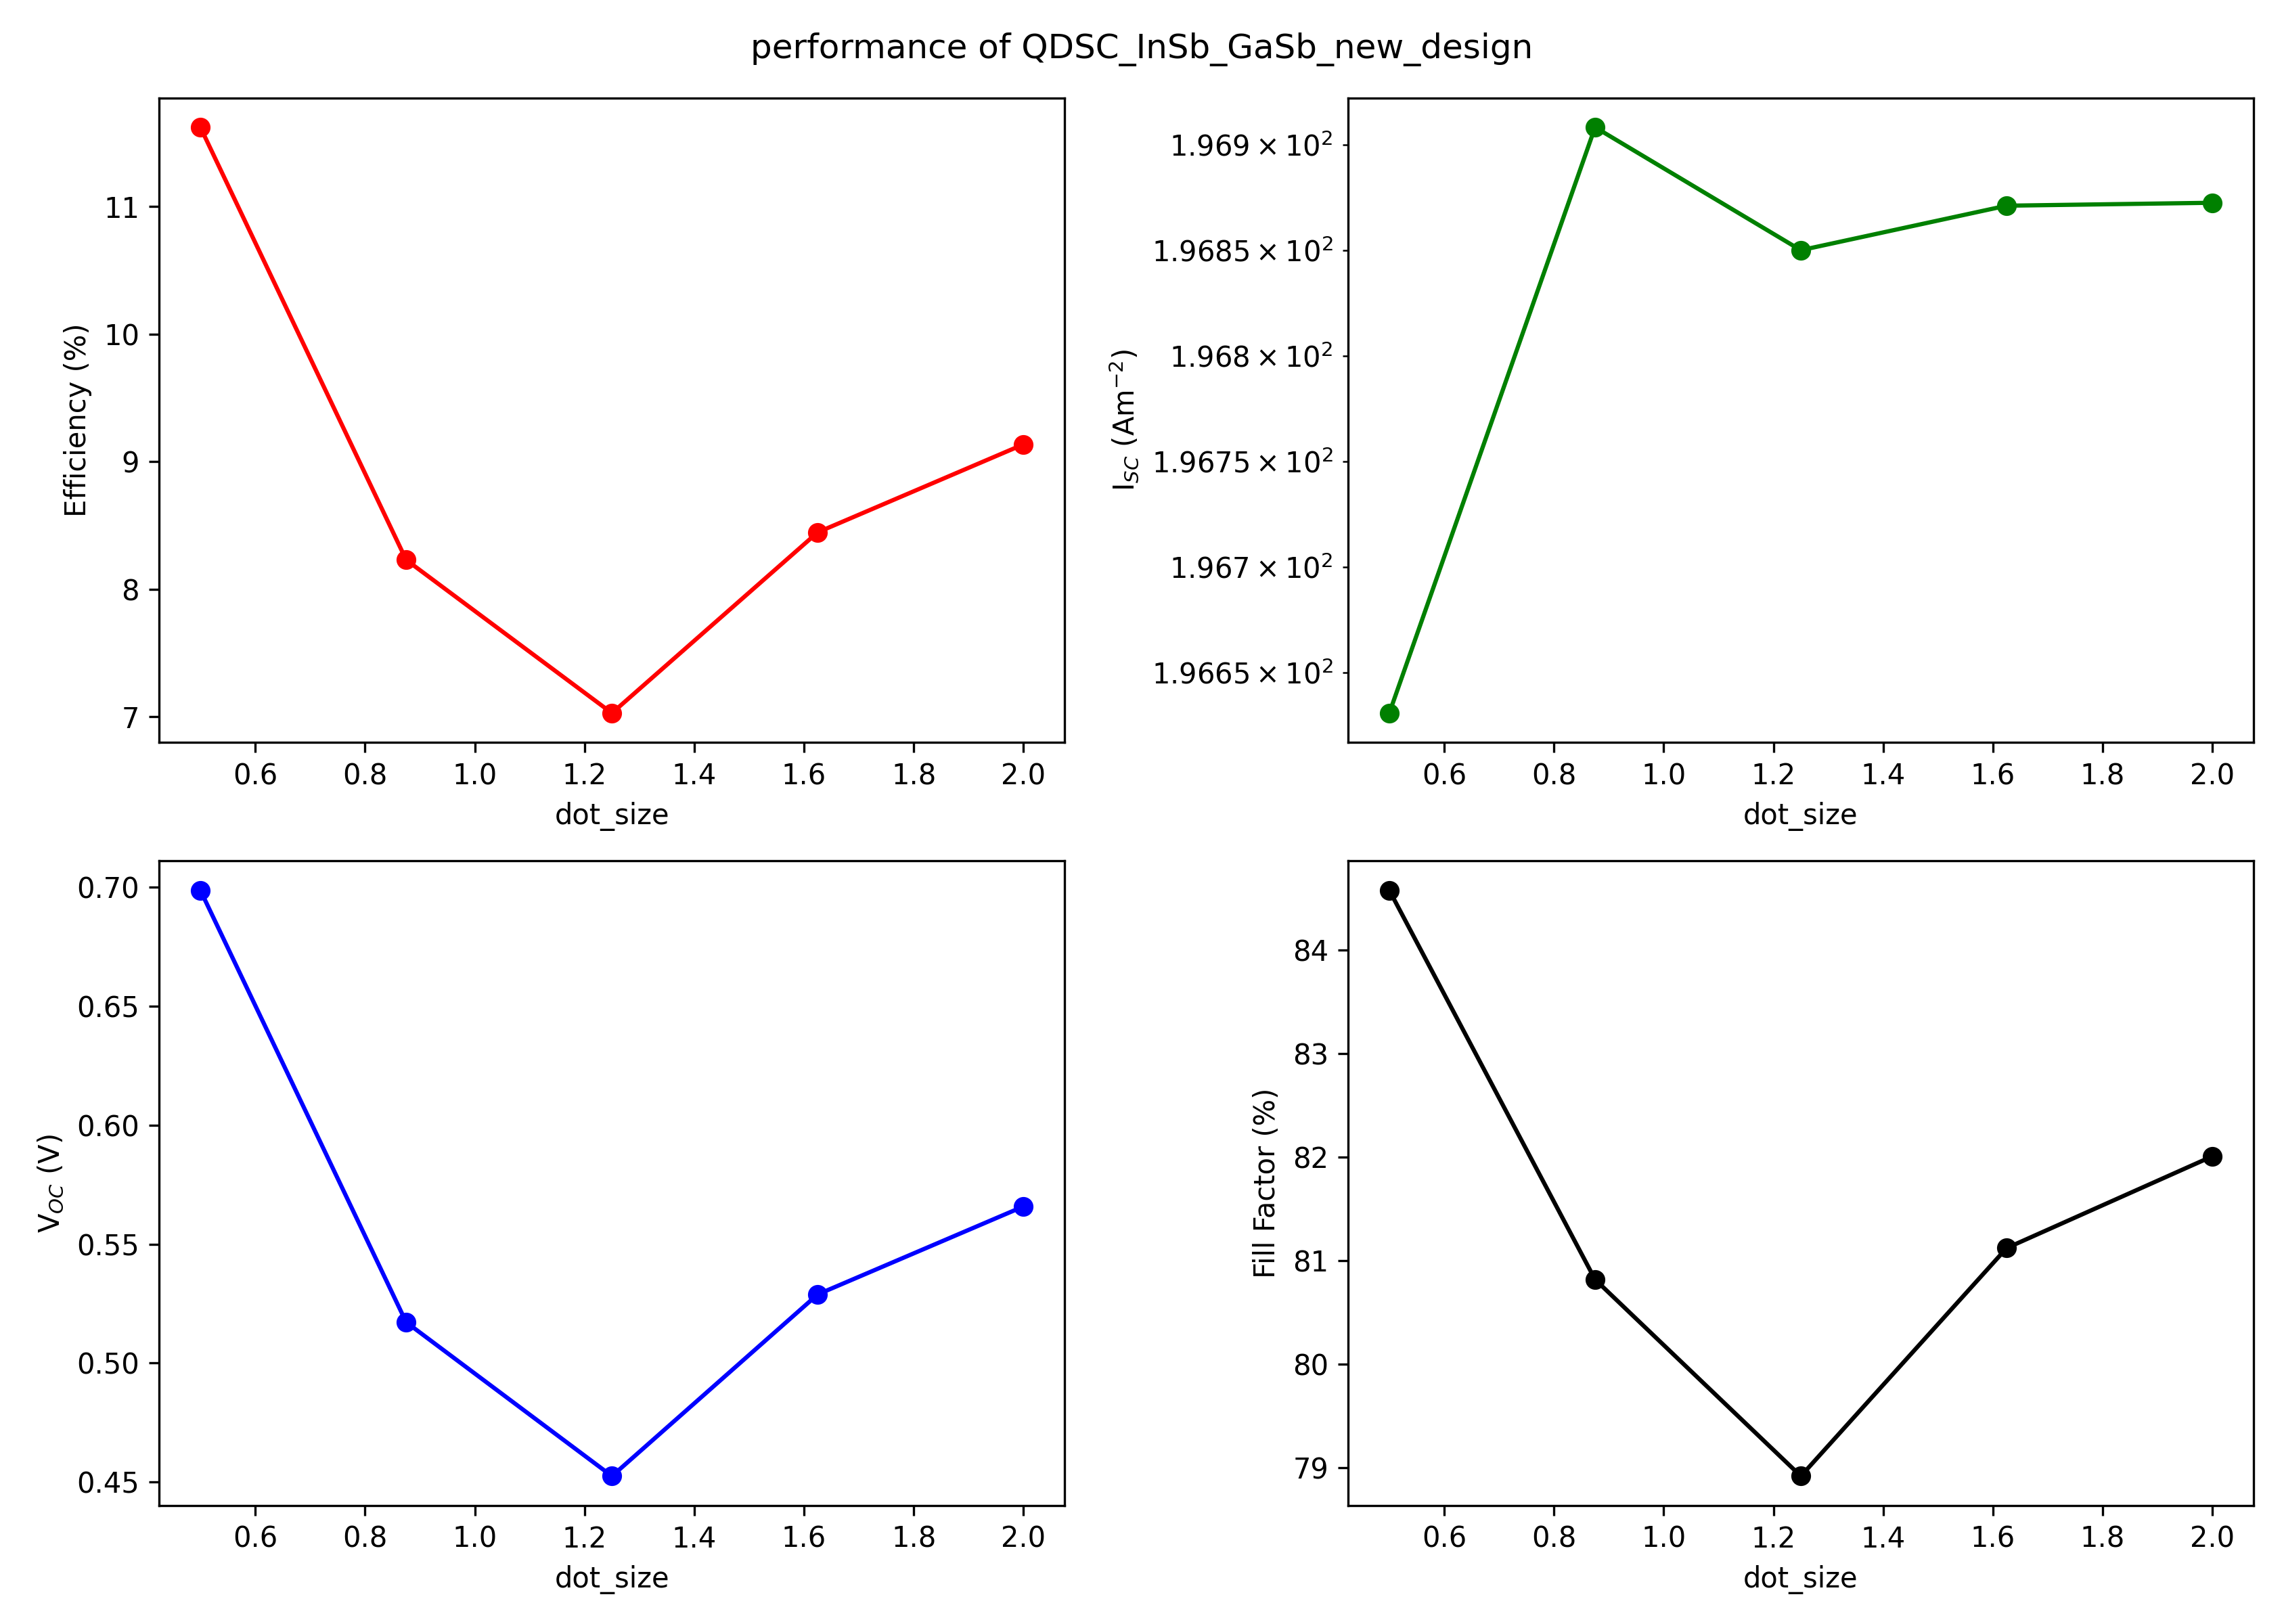 performance of QDSC_InSb_GaSb_new_design
Efficiency (%)
11
10
9
8
7
0.6 0.8 1.0 1.2 1.4 1.6 1.8 2.0
dot_size
I_SC (Am⁻²)
1.969 × 10²
1.9685 × 10²
1.968 × 10²
1.9675 × 10²
1.967 × 10²
1.9665 × 10²
0.6 0.8 1.0 1.2 1.4 1.6 1.8 2.0
dot_size
V_OC (V)
0.70
0.65
0.60
0.55
0.50
0.45
0.6 0.8 1.0 1.2 1.4 1.6 1.8 2.0
dot_size
Fill Factor (%)
84
83
82
81
80
79
0.6 0.8 1.0 1.2 1.4 1.6 1.8 2.0
dot_size